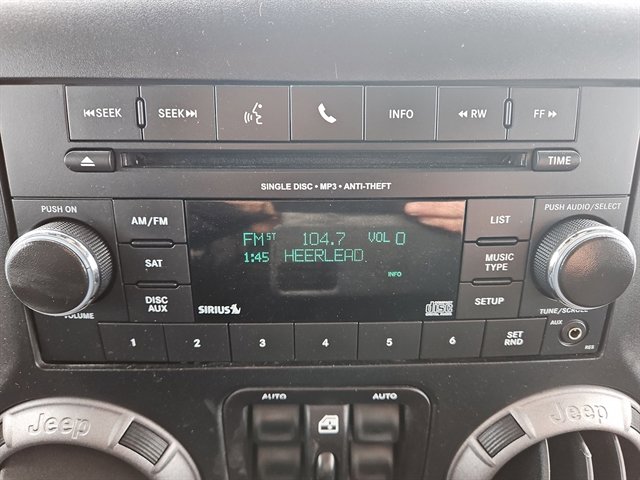 SEEK SEEK INFO RW FF
TIME
SINGLE DISC • MP3 • ANTI-THEFT
PUSH ON PUSH AUDIO/SELECT
AM/FM LIST
FM ST 104.7 VOL 0
1:45 HEERLEAD.
INFO
SAT MUSIC TYPE
DISC AUX SETUP
SIRIUS disc
VOLUME TUNE/SCROLL
1 2 3 4 5 6 SET RND
AUX
RES
AUTO AUTO
Jeep Jeep